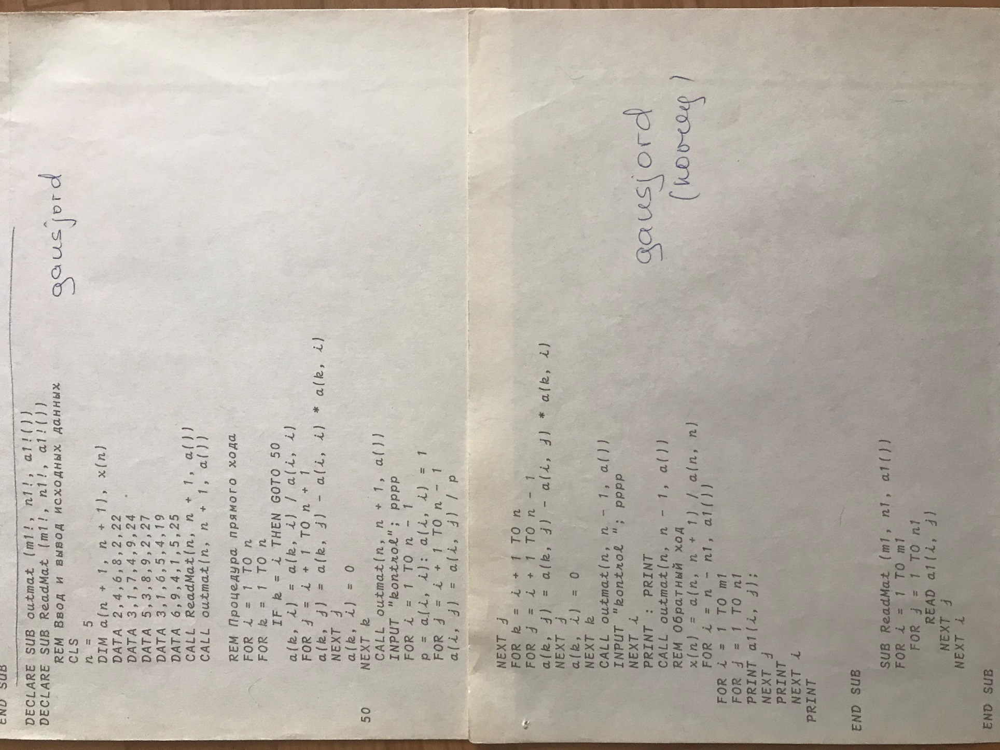 END SUB
DECLARE SUB outmat (m1!, n1!, a1!())
DECLARE SUB ReadMat (m1!, n1!, a1!())
REM Ввод и вывод исходных данных
gausjord
CLS
n = 5
DIM a(n + 1, n + 1), x(n)
DATA 2,4,6,8,2,22
DATA 3,1,7,4,9,24
DATA 5,3,8,9,2,27
DATA 3,1,6,5,4,19
DATA 6,9,4,1,5,25
CALL ReadMat(n, n + 1, a())
CALL outmat(n, n + 1, a())
REM Процедура прямого хода
FOR i = 1 TO n
FOR k = 1 TO n
IF k = i THEN GOTO 50
a(k, i) = a(k, i) / a(i, i)
FOR j = i + 1 TO n + 1
a(k, j) = a(k, j) - a(i, i) * a(k, i)
NEXT j
a(k, i) = 0
50 NEXT k
CALL outmat(n, n + 1, a())
INPUT "kontrol"; pppp
FOR i = 1 TO n - 1
p = a(i, i): a(i, i) = 1
FOR j = i + 1 TO n - 1
a(i, j) = a(i, j) / p
NEXT j
FOR k = i + 1 TO n
FOR j = i + 1 TO n - 1
a(k, j) = a(k, j) - a(i, j) * a(k, i)
NEXT j
a(k, i) = 0
NEXT k
CALL outmat(n, n - 1, a())
INPUT "kontrol "; pppp
NEXT i
PRINT : PRINT
CALL outmat(n, n - 1, a())
REM Обратный ход
x(n) = a(n, n + 1) / a(n, n)
FOR i = n - n1, a1())
FOR i = 1 TO m1
FOR j = 1 TO n1
PRINT a1(i, j);
NEXT j
PRINT
NEXT i
PRINT
gausjord
END SUB
SUB ReadMat (m1, n1, a1())
FOR i = 1 TO m1
FOR j = 1 TO n1
READ a1(i, j)
NEXT j
NEXT i
END SUB